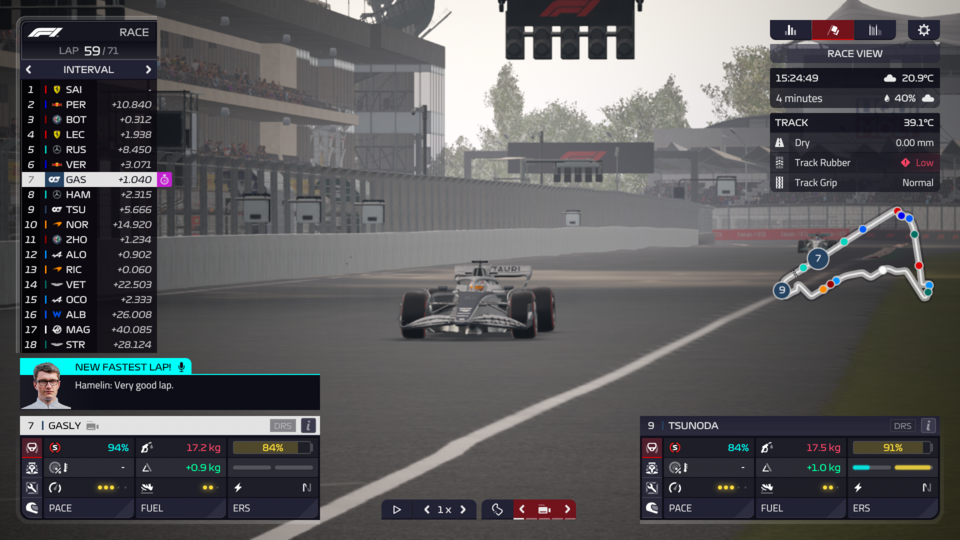 RACE
LAP 59/71
INTERVAL
1 SAI -
2 PER +10.840
3 BOT +0.312
4 LEC +1.938
5 RUS +8.450
6 VER +3.071
7 GAS +1.040
8 HAM +2.315
9 TSU +5.666
10 NOR +14.920
11 ZHO +1.234
12 ALO +0.902
13 RIC +0.060
14 VET +22.503
15 OCO +2.333
16 ALB +26.008
17 MAG +40.085
18 STR +28.124
RACE VIEW
15:24:49 20.9°C
4 minutes 40%
TRACK 39.1°C
Dry 0.00 mm
Track Rubber Low
Track Grip Normal
7
9
TAURI
NEW FASTEST LAP!
Hamelin: Very good lap.
7 GASLY DRS i
S 94% 17.2 kg 84%
- +0.9 kg
N
PACE FUEL ERS
1x
9 TSUNODA DRS i
S 84% 17.5 kg 91%
- +1.0 kg
N
PACE FUEL ERS